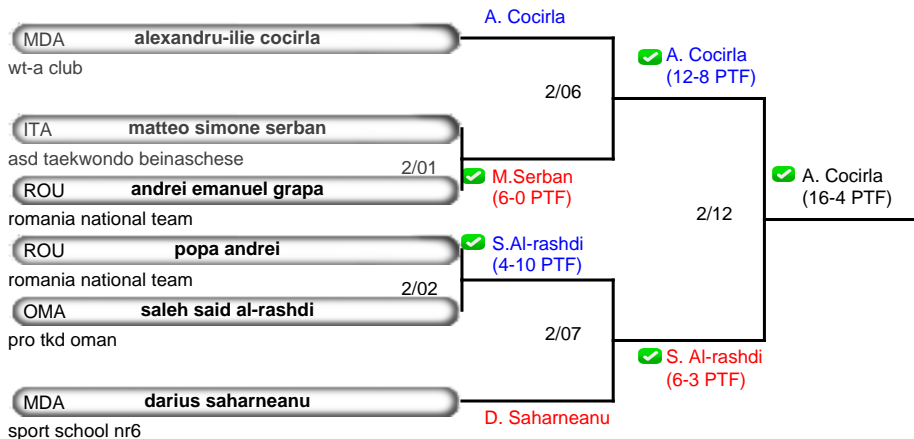 A. Cocirla
MDA alexandru-ilie cocirla
wt-a club
A. Cocirla
(12-8 PTF)
2/06
ITA matteo simone serban
asd taekwondo beinaschese
2/01
M.Serban
(6-0 PTF)
ROU andrei emanuel grapa
romania national team
A. Cocirla
(16-4 PTF)
2/12
ROU popa andrei
romania national team
S.Al-rashdi
(4-10 PTF)
2/02
OMA saleh said al-rashdi
pro tkd oman
2/07
S. Al-rashdi
(6-3 PTF)
MDA darius saharneanu
sport school nr6
D. Saharneanu